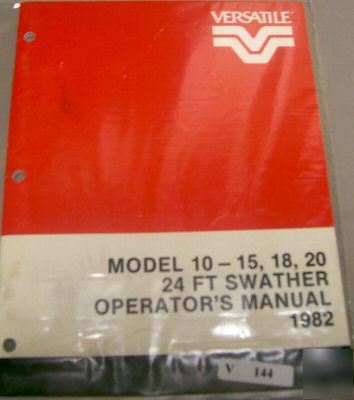 VERSATILE
MODEL 10 – 15, 18, 20
24 FT SWATHER
OPERATOR'S MANUAL
1982
V 144